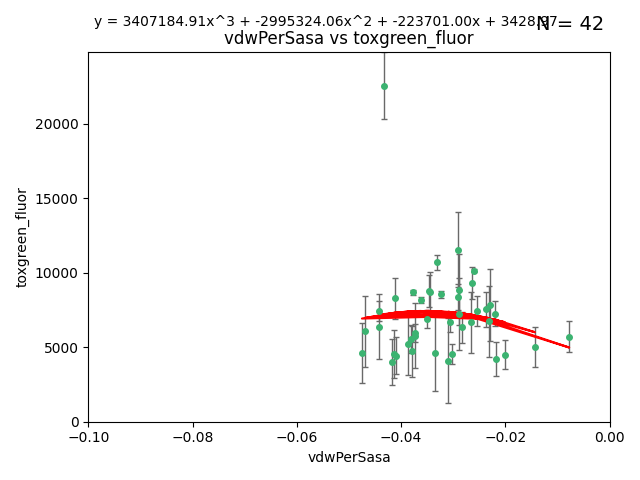 y = 3407184.91x^3 + -2995324.06x^2 + -223701.00x + 3428
N = 42
vdwPerSasa vs toxgreen_fluor
toxgreen_fluor
20000
15000
10000
5000
0
−0.10
−0.08
−0.06
−0.04
−0.02
0.00
vdwPerSasa